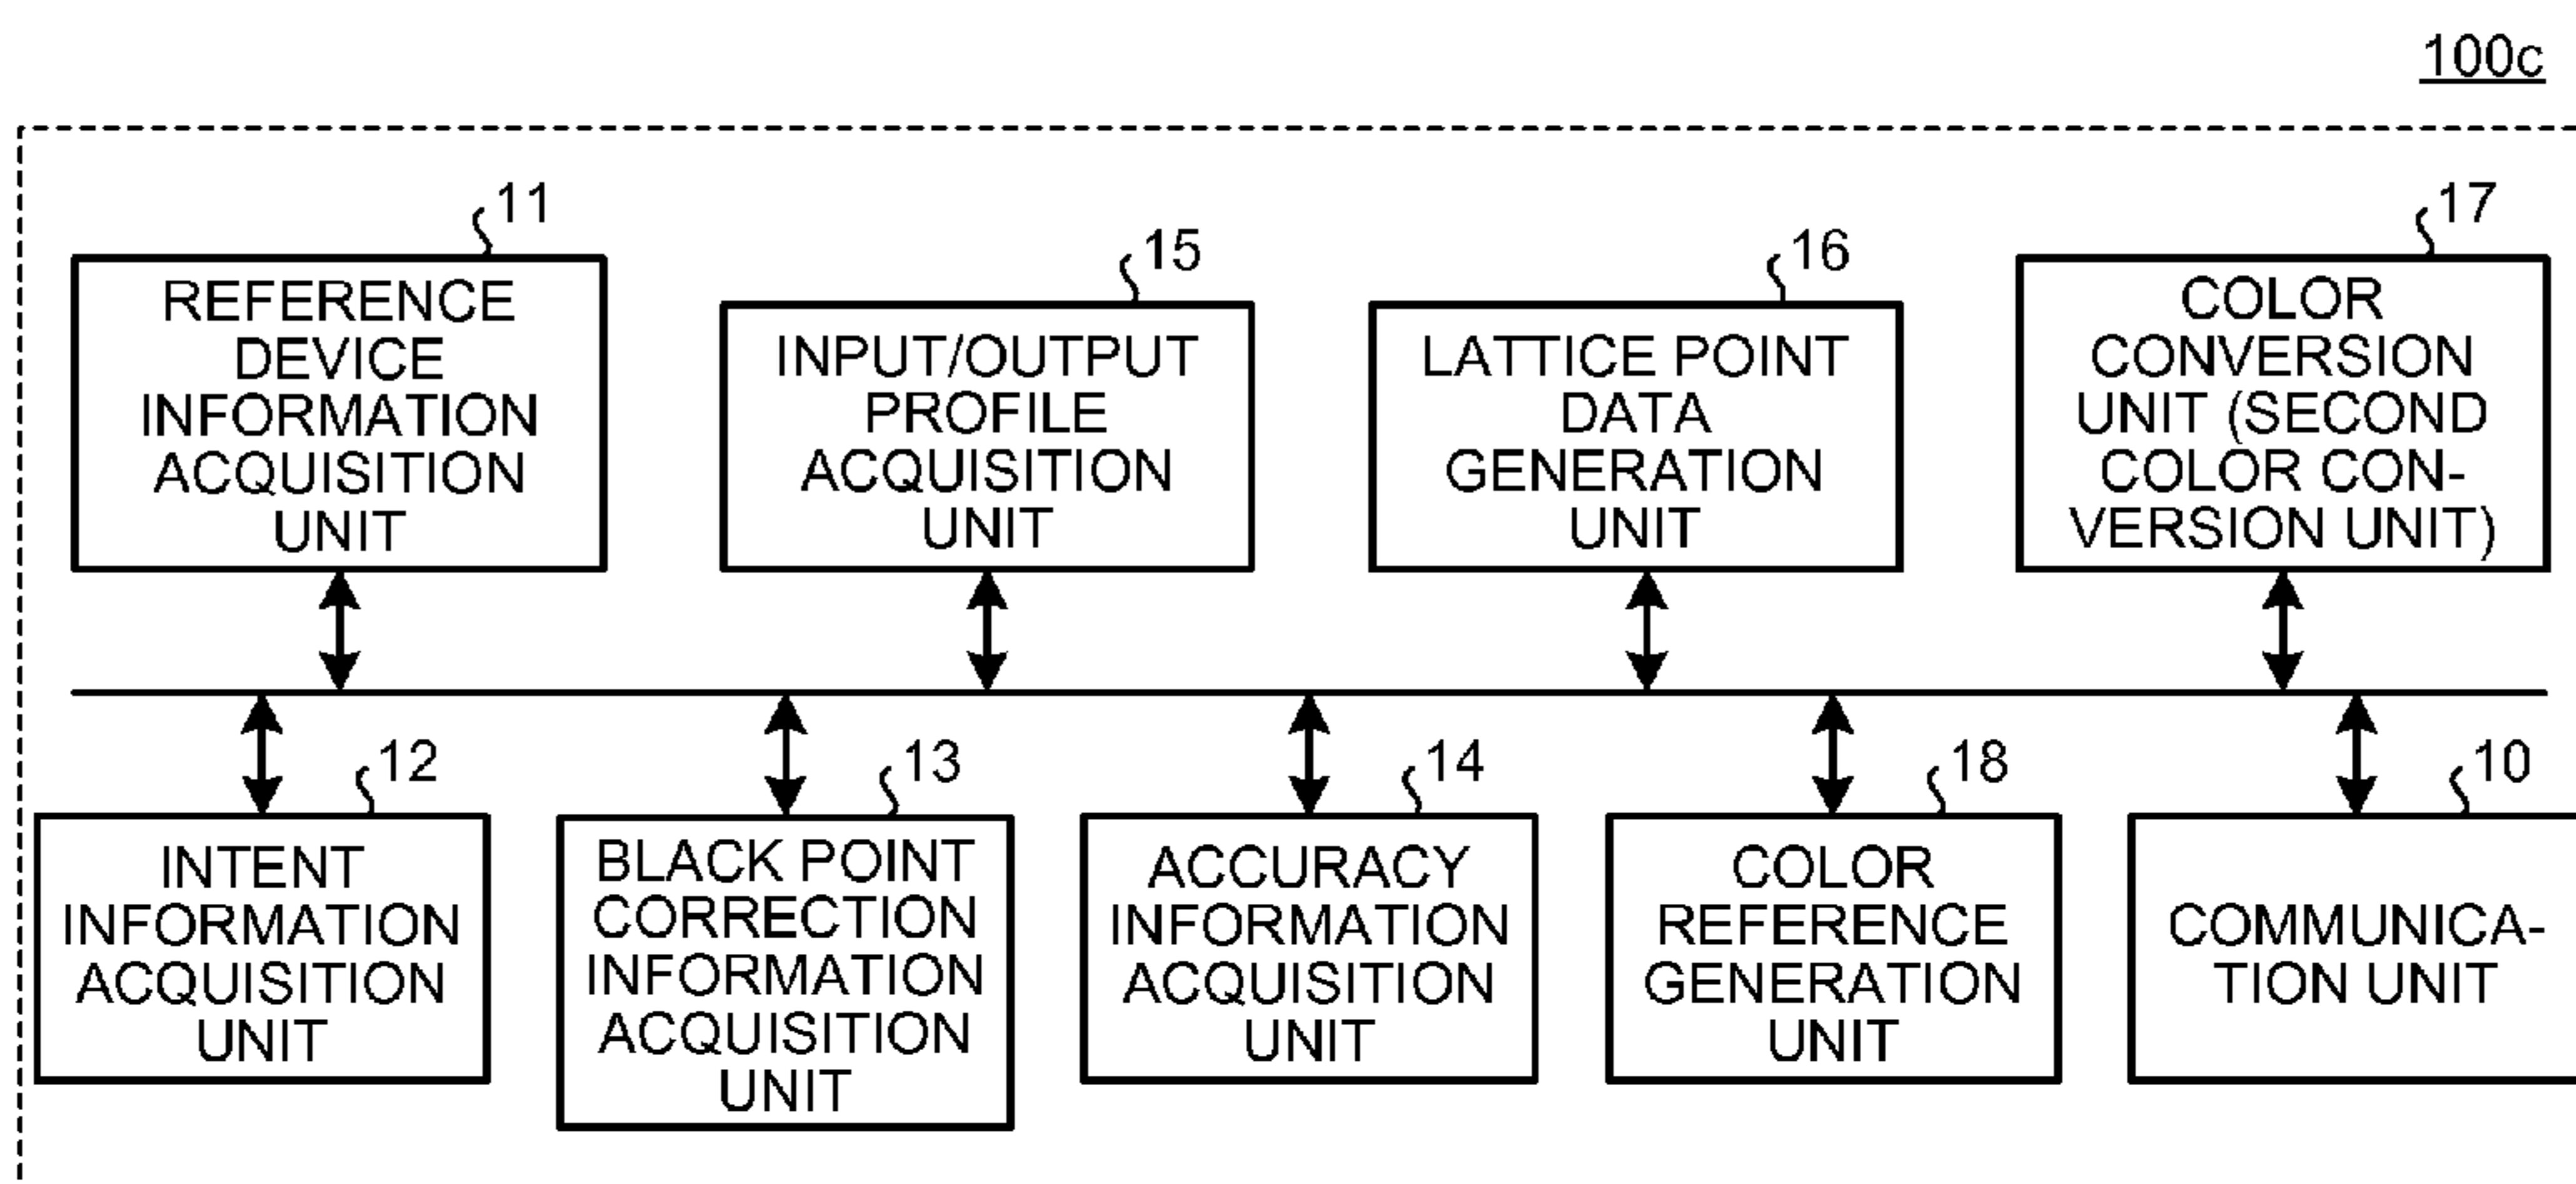 100c
11
REFERENCE
DEVICE
INFORMATION
ACQUISITION
UNIT
15
INPUT/OUTPUT
PROFILE
ACQUISITION
UNIT
16
LATTICE POINT
DATA
GENERATION
UNIT
17
COLOR
CONVERSION
UNIT (SECOND
COLOR CON-
VERSION UNIT)
12
INTENT
INFORMATION
ACQUISITION
UNIT
13
BLACK POINT
CORRECTION
INFORMATION
ACQUISITION
UNIT
14
ACCURACY
INFORMATION
ACQUISITION
UNIT
18
COLOR
REFERENCE
GENERATION
UNIT
10
COMMUNICA-
TION UNIT